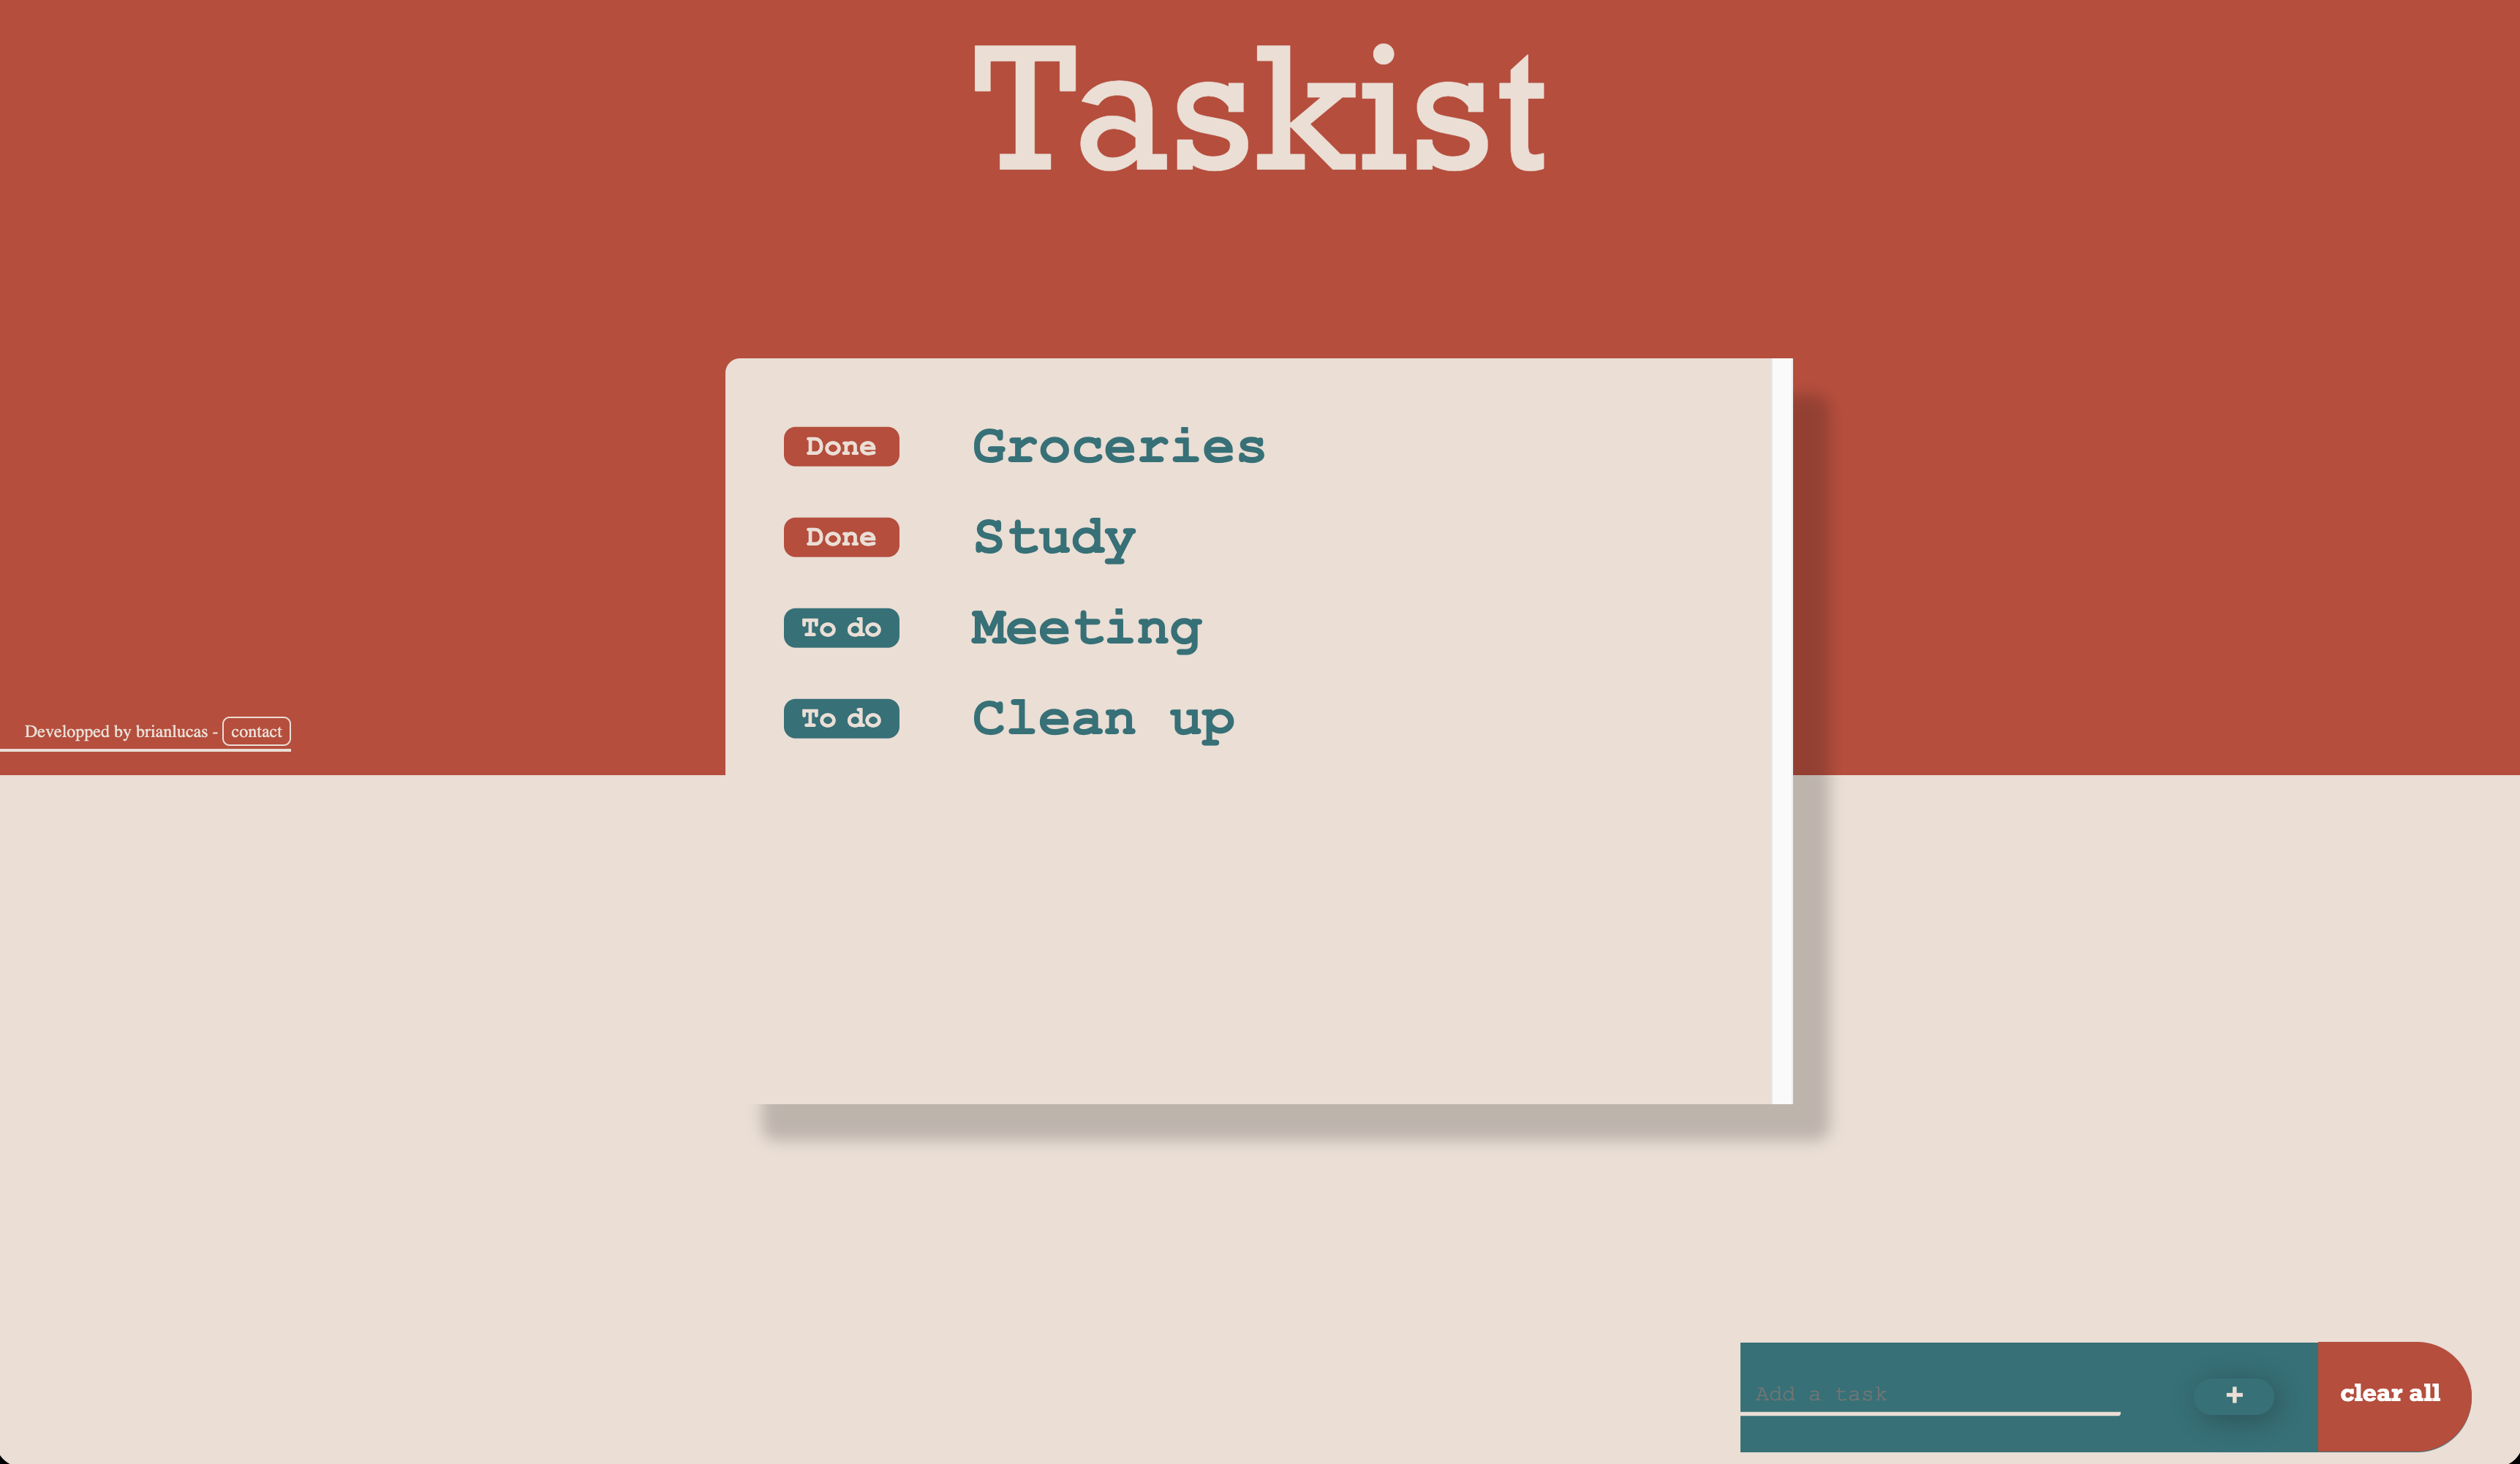 Taskist
Done Groceries
Done Study
To do Meeting
To do Clean up
Developped by brianlucas - contact
Add a task + clear all